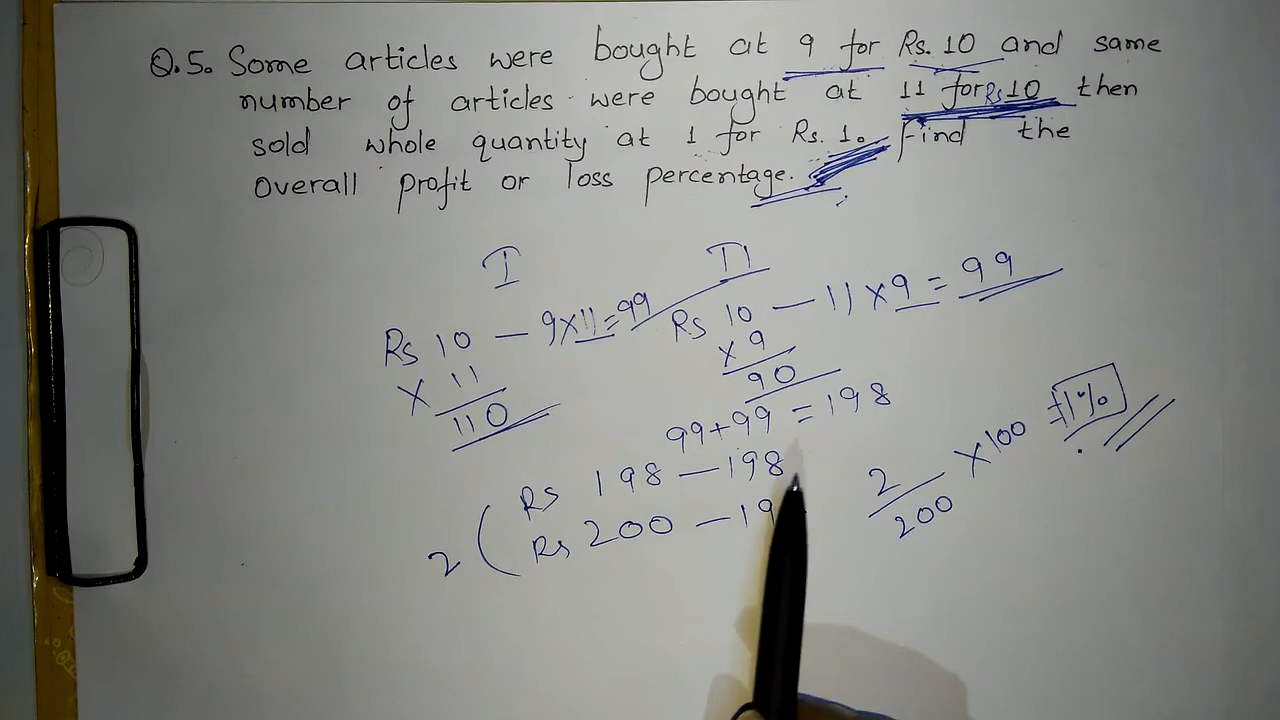 Q.5. Some articles were bought at 9 for Rs. 10 and same
number of articles were bought at 11 for Rs 10 then
sold whole quantity at 1 for Rs. 1. Find the
overall profit or loss percentage.
I II
Rs 10 — 9×11=99 Rs 10 — 11×9 = 99
× 11 × 9
110 90
99+99 = 198
Rs 198 — 198
2 ( Rs 200 — 19
2/200 × 100 = 1%